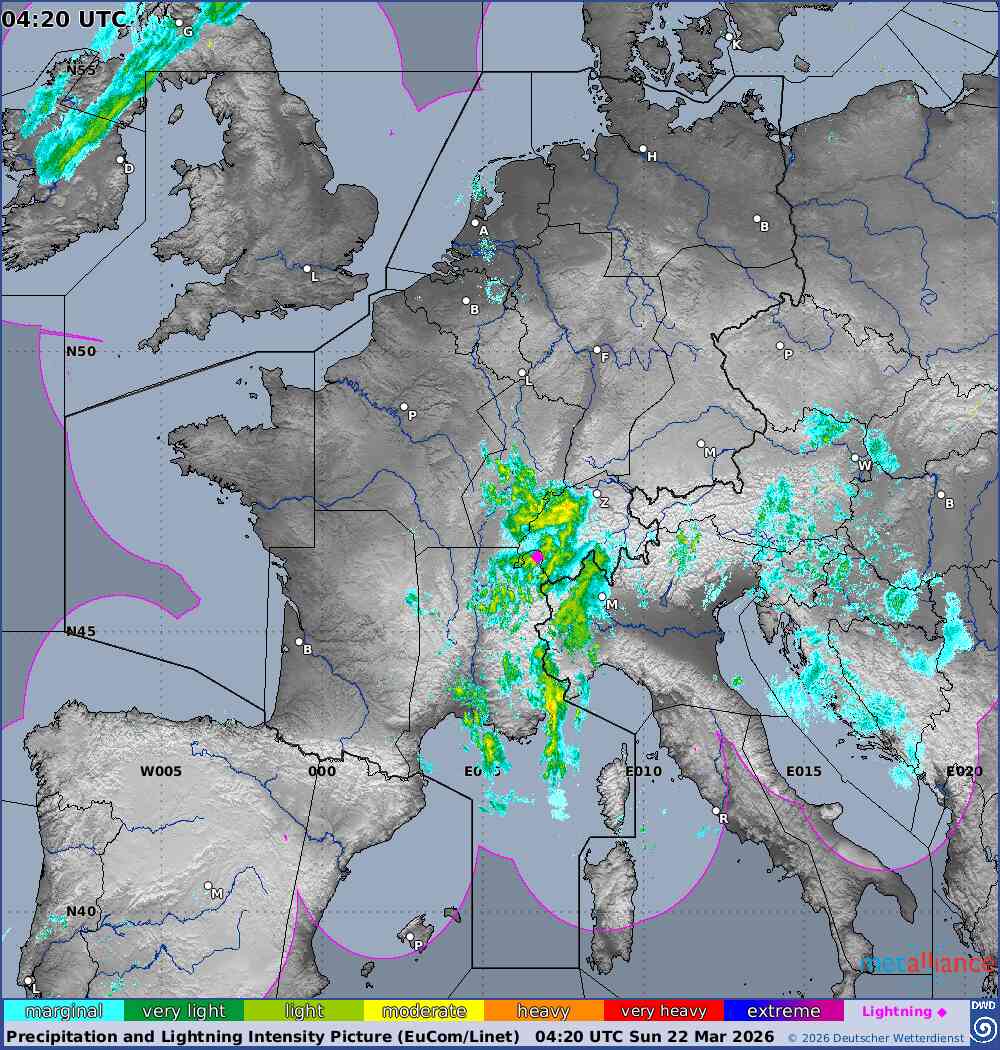 04:20 UTC
G
K
N55
D
H
A
B
L
B
N50
F
P
L
P
M
W
Z
B
M
N45
B
W005
000
E005
E010
E015
E020
R
M
N40
P
L
metalliance
marginal very light light moderate heavy very heavy extreme Lightning ◆ DWD
Precipitation and Lightning Intensity Picture (EuCom/Linet) 04:20 UTC Sun 22 Mar 2026 © 2026 Deutscher Wetterdienst